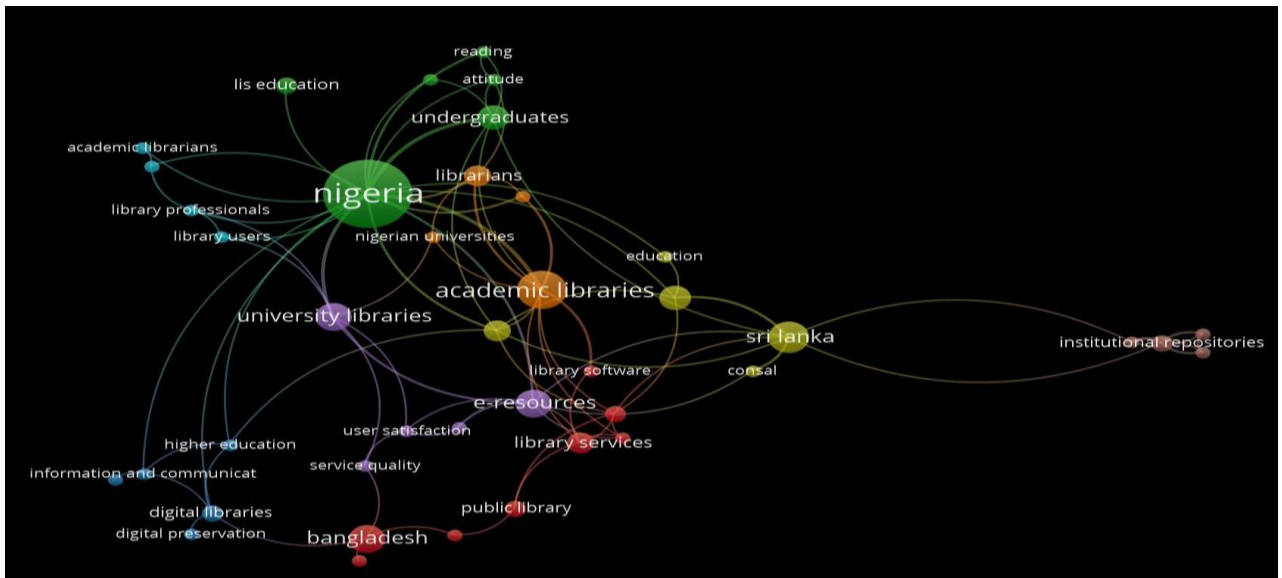 reading
attitude
lis education
undergraduates
academic librarians
librarians
nigeria
library professionals
library users
nigerian universities
education
academic libraries
university libraries
sri lanka
institutional repositories
library software
consal
e-resources
user satisfaction
library services
higher education
service quality
information and communicat
public library
digital libraries
digital preservation
bangladesh